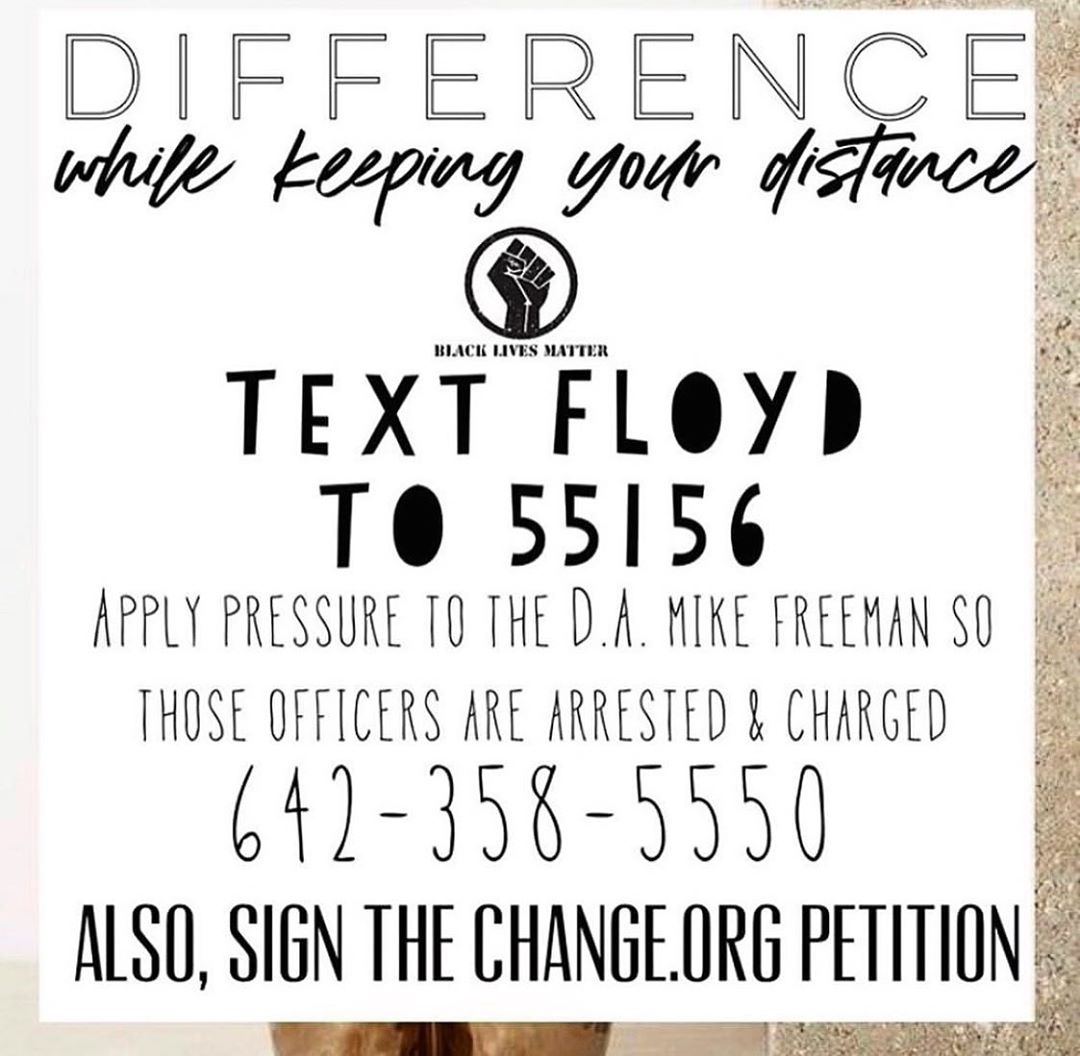 DIFFERENCE
while keeping your distance
BLACK LIVES MATTER
TEXT FLOYD
TO 55156
APPLY PRESSURE TO THE D.A. MIKE FREEMAN SO
THOSE OFFICERS ARE ARRESTED & CHARGED
642-358-5550
ALSO, SIGN THE CHANGE.ORG PETITION